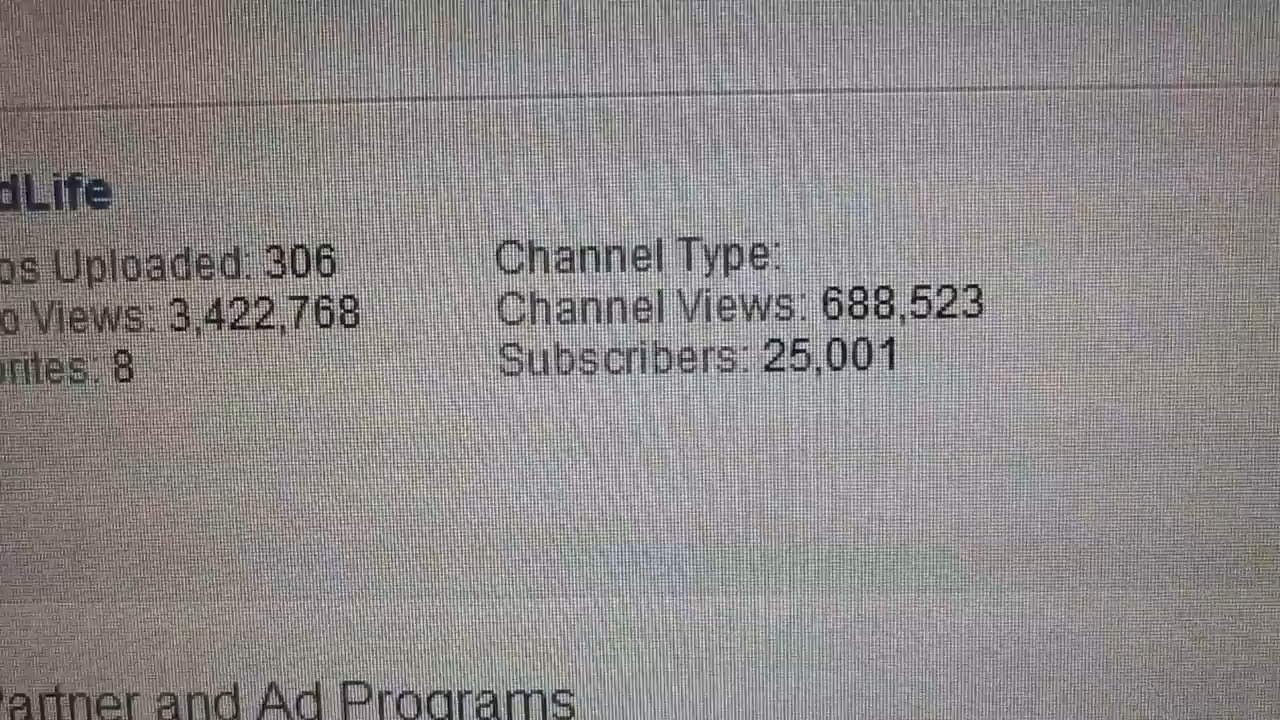 dLife
os Uploaded: 306
o Views: 3,422,768
orites: 8
Channel Type:
Channel Views: 688,523
Subscribers: 25,001
Partner and Ad Programs